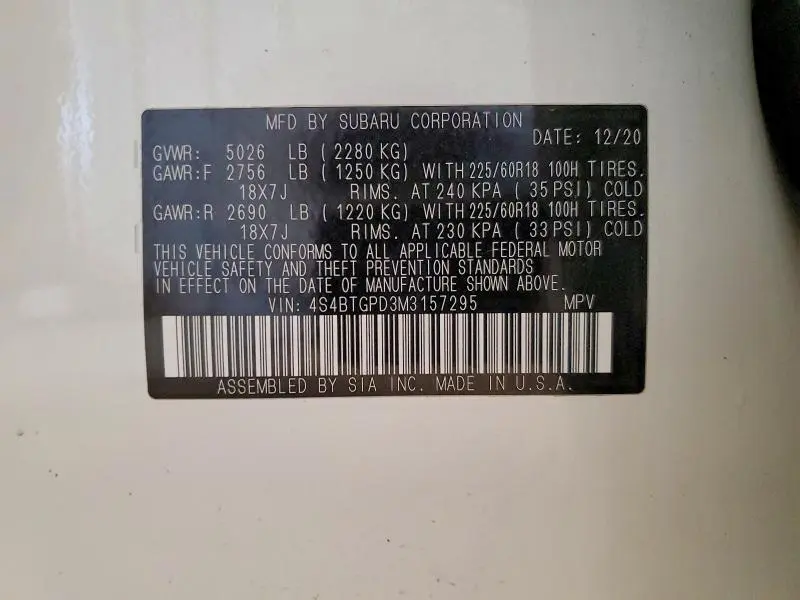 MFD BY SUBARU CORPORATION
DATE: 12/20
GVWR: 5026 LB ( 2280 KG)
GAWR:F 2756 LB ( 1250 KG) WITH 225/60R18 100H TIRES.
18X7J RIMS. AT 240 KPA ( 35 PSI) COLD
GAWR:R 2690 LB ( 1220 KG) WITH 225/60R18 100H TIRES.
18X7J RIMS. AT 230 KPA ( 33 PSI) COLD
THIS VEHICLE CONFORMS TO ALL APPLICABLE FEDERAL MOTOR
VEHICLE SAFETY AND THEFT PREVENTION STANDARDS
IN EFFECT ON THE DATE OF MANUFACTURE SHOWN ABOVE.
VIN: 4S4BTGPD3M3157295 MPV
ASSEMBLED BY SIA INC. MADE IN U.S.A.